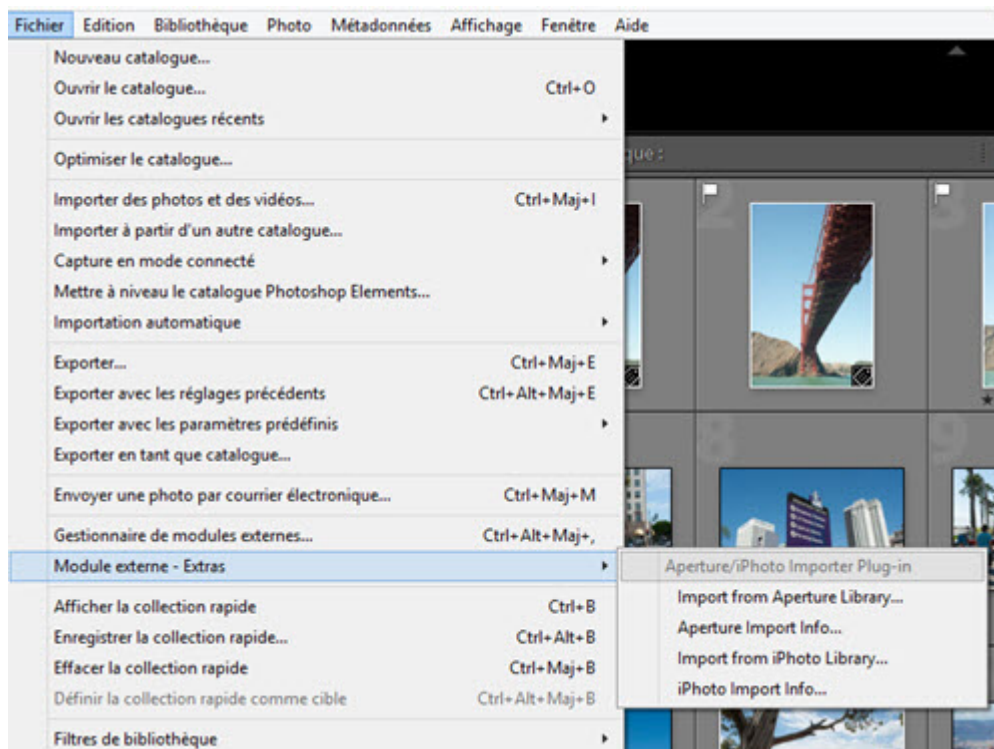 Fichier Edition Bibliothèque Photo Métadonnées Affichage Fenêtre Aide
Nouveau catalogue...
Ouvrir le catalogue... Ctrl+O
Ouvrir les catalogues récents
Optimiser le catalogue...
que :
Importer des photos et des vidéos... Ctrl+Maj+I
2
3
Importer à partir d'un autre catalogue...
Capture en mode connecté
Mettre à niveau le catalogue Photoshop Elements...
Importation automatique
Exporter... Ctrl+Maj+E
Exporter avec les réglages précédents Ctrl+Alt+Maj+E
Exporter avec les paramètres prédéfinis
8
9
Exporter en tant que catalogue...
Envoyer une photo par courrier électronique... Ctrl+Maj+M
Gestionnaire de modules externes... Ctrl+Alt+Maj+,
Module externe - Extras
Aperture/iPhoto Importer Plug-in
Import from Aperture Library...
Aperture Import Info...
Import from iPhoto Library...
iPhoto Import Info...
Afficher la collection rapide Ctrl+B
Enregistrer la collection rapide... Ctrl+Alt+B
Effacer la collection rapide Ctrl+Maj+B
Définir la collection rapide comme cible Ctrl+Alt+Maj+B
Filtres de bibliothèque